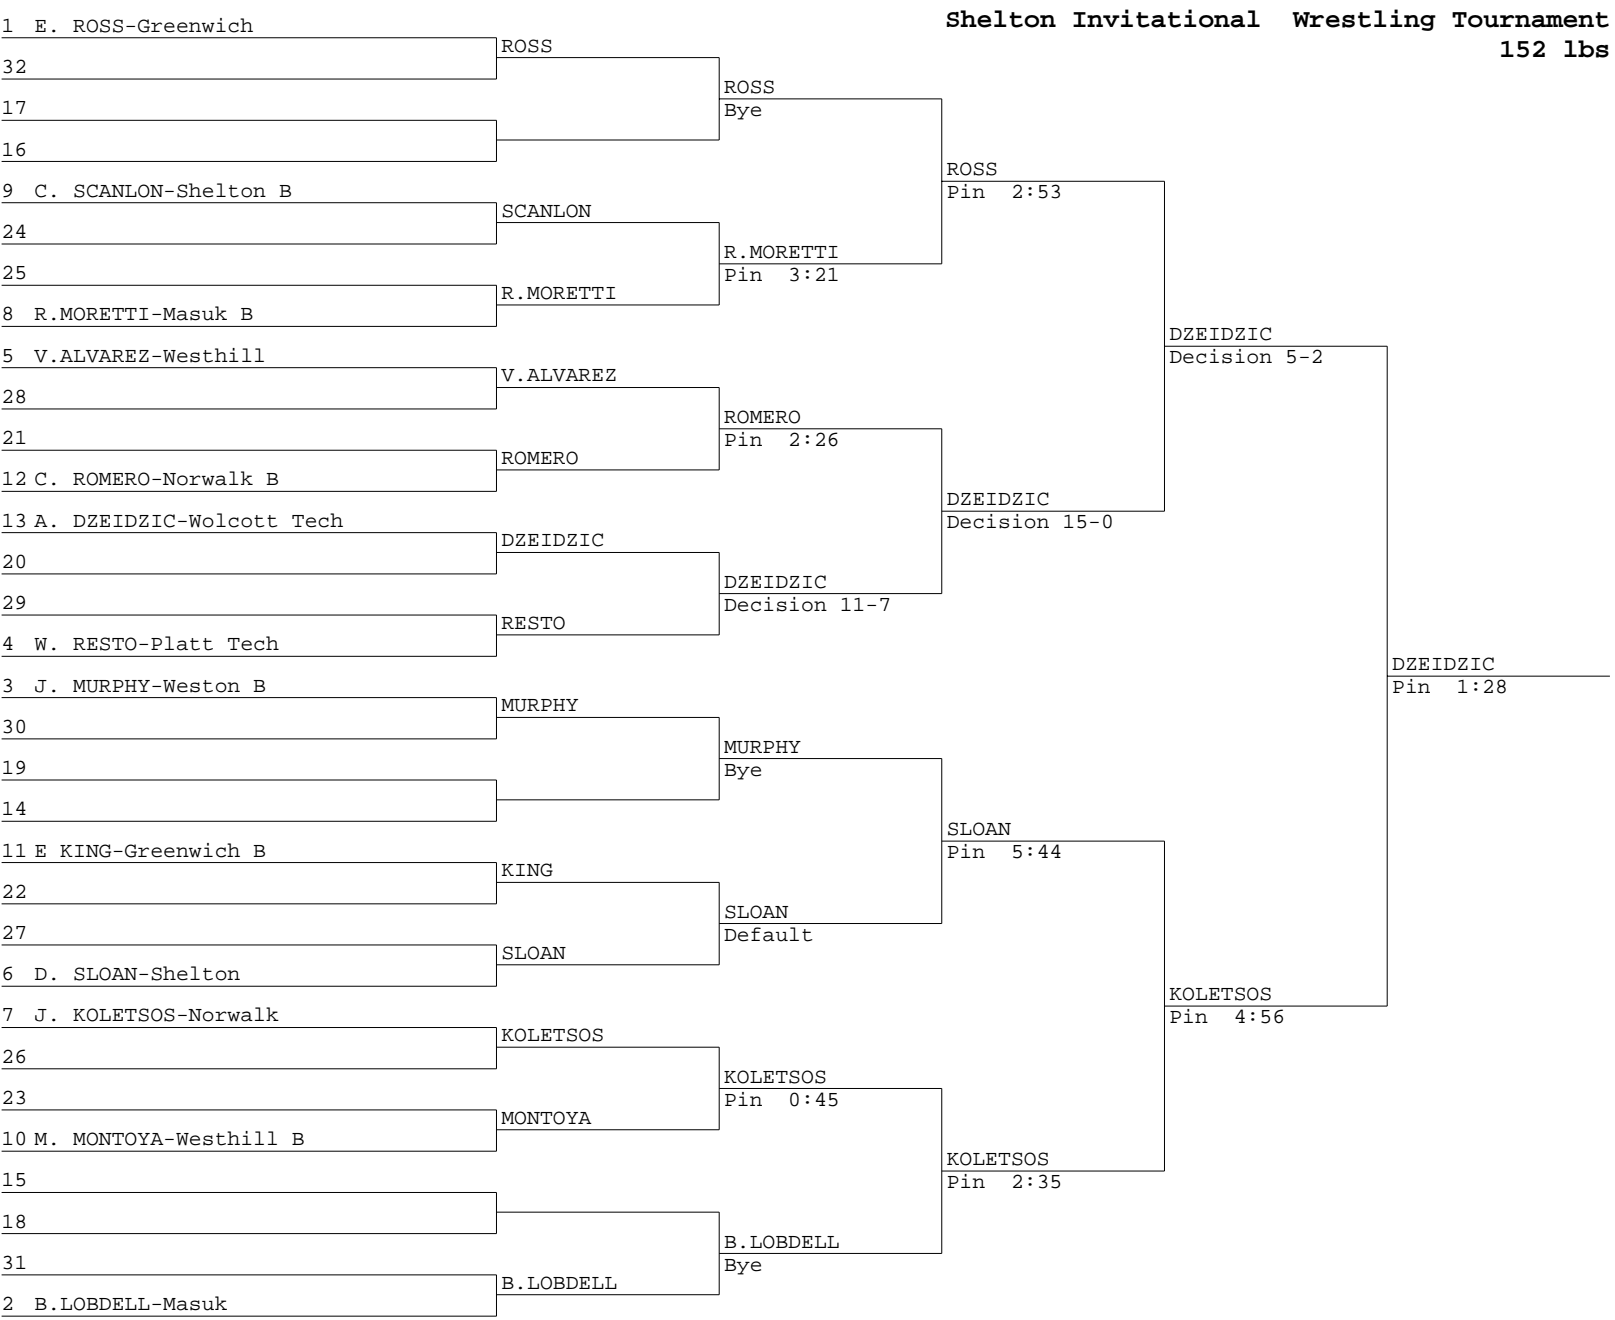 Shelton Invitational Wrestling Tournament
152 lbs
1 E. ROSS-Greenwich
32
17
16
9 C. SCANLON-Shelton B
24
25
8 R.MORETTI-Masuk B
5 V.ALVAREZ-Westhill
28
21
12 C. ROMERO-Norwalk B
13 A. DZEIDZIC-Wolcott Tech
20
29
4 W. RESTO-Platt Tech
3 J. MURPHY-Weston B
30
19
14
11 E KING-Greenwich B
22
27
6 D. SLOAN-Shelton
7 J. KOLETSOS-Norwalk
26
23
10 M. MONTOYA-Westhill B
15
18
31
2 B.LOBDELL-Masuk
ROSS
SCANLON
R.MORETTI
V.ALVAREZ
ROMERO
DZEIDZIC
RESTO
MURPHY
KING
SLOAN
KOLETSOS
MONTOYA
B.LOBDELL
ROSS
Bye
R.MORETTI
Pin 3:21
ROMERO
Pin 2:26
DZEIDZIC
Decision 11-7
MURPHY
Bye
SLOAN
Default
KOLETSOS
Pin 0:45
B.LOBDELL
Bye
ROSS
Pin 2:53
DZEIDZIC
Decision 15-0
SLOAN
Pin 5:44
KOLETSOS
Pin 2:35
DZEIDZIC
Decision 5-2
KOLETSOS
Pin 4:56
DZEIDZIC
Pin 1:28